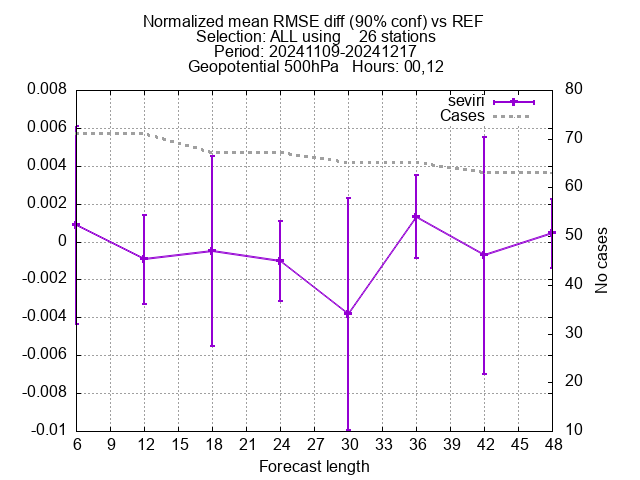 Normalized mean RMSE diff (90% conf) vs REF
Selection: ALL using    26 stations
Period: 20241109-20241217
Geopotential 500hPa   Hours: 00,12
seviri
Cases
0.008
0.006
0.004
0.002
0
-0.002
-0.004
-0.006
-0.008
-0.01
80
70
60
50
40
30
20
10
No cases
6 9 12 15 18 21 24 27 30 33 36 39 42 45 48
Forecast length